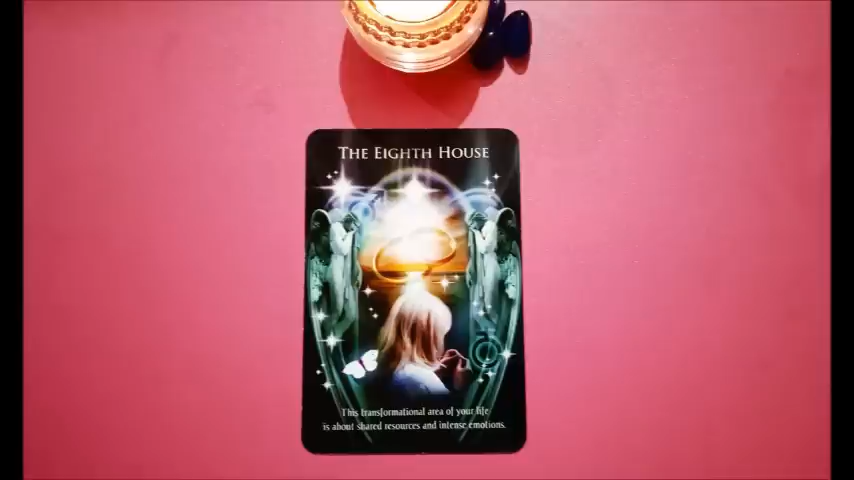 THE EIGHTH HOUSE
This transformational area of your life
is about shared resources and intense emotions.